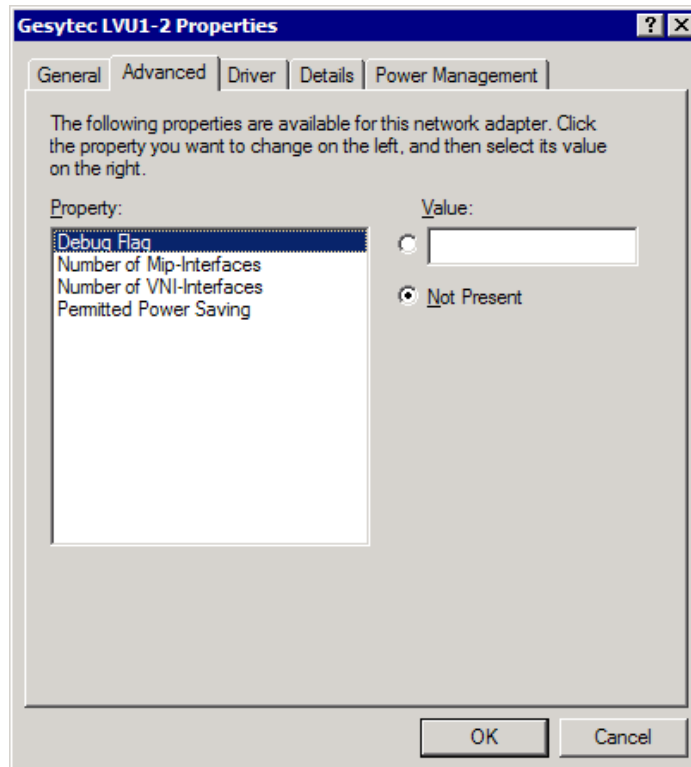 Gesytec LVU1-2 Properties
General Advanced Driver Details Power Management
The following properties are available for this network adapter. Click
the property you want to change on the left, and then select its value
on the right.
Property: Value:
Debug Flag
Number of Mip-Interfaces
Number of VNI-Interfaces
Permitted Power Saving
Not Present
OK Cancel